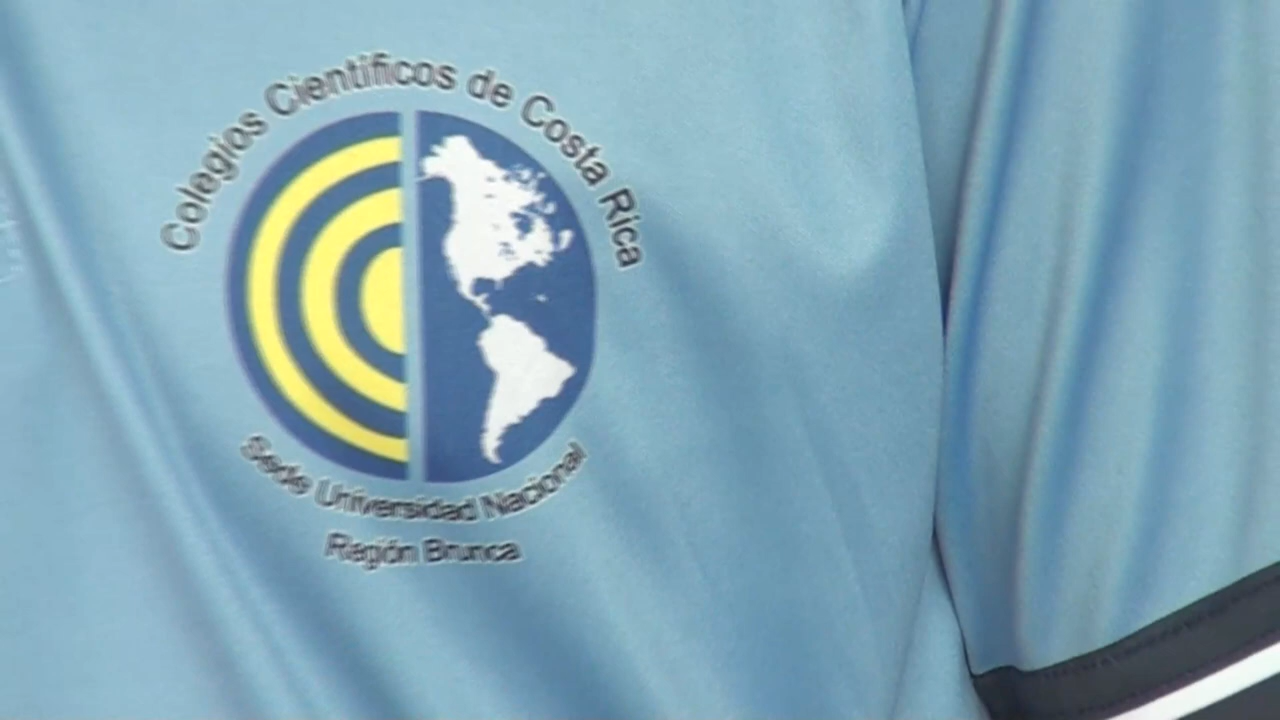 Colegios Científicos de Costa Rica
Sede Universidad Nacional
Región Brunca